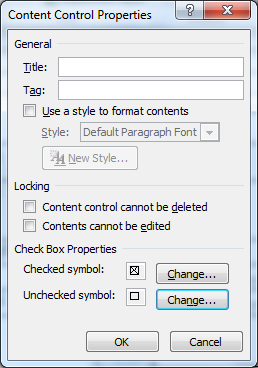 Content Control Properties
General
Title:
Tag:
Use a style to format contents
Style: Default Paragraph Font
New Style...
Locking
Content control cannot be deleted
Contents cannot be edited
Check Box Properties
Checked symbol: Change...
Unchecked symbol: Change...
OK Cancel